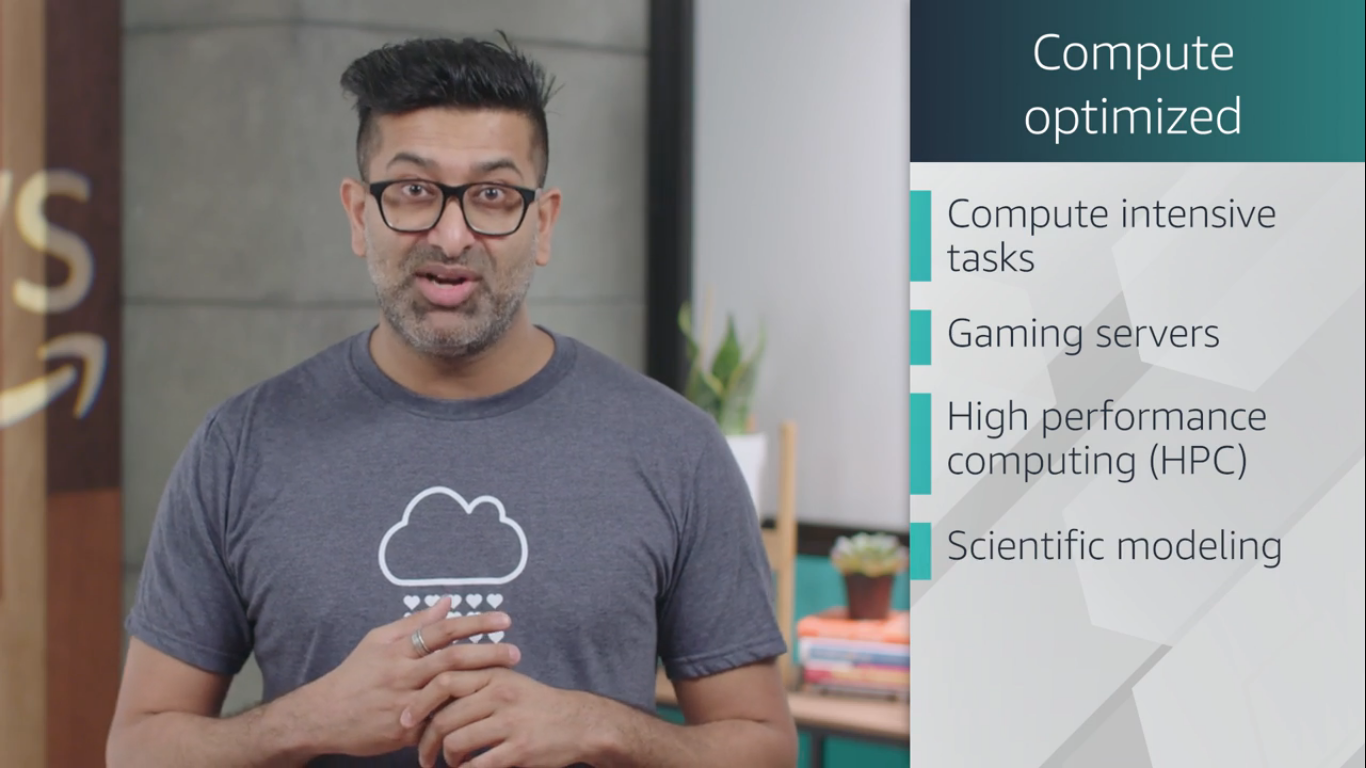 Compute
optimized
Compute intensive
tasks
Gaming servers
High performance
computing (HPC)
Scientific modeling